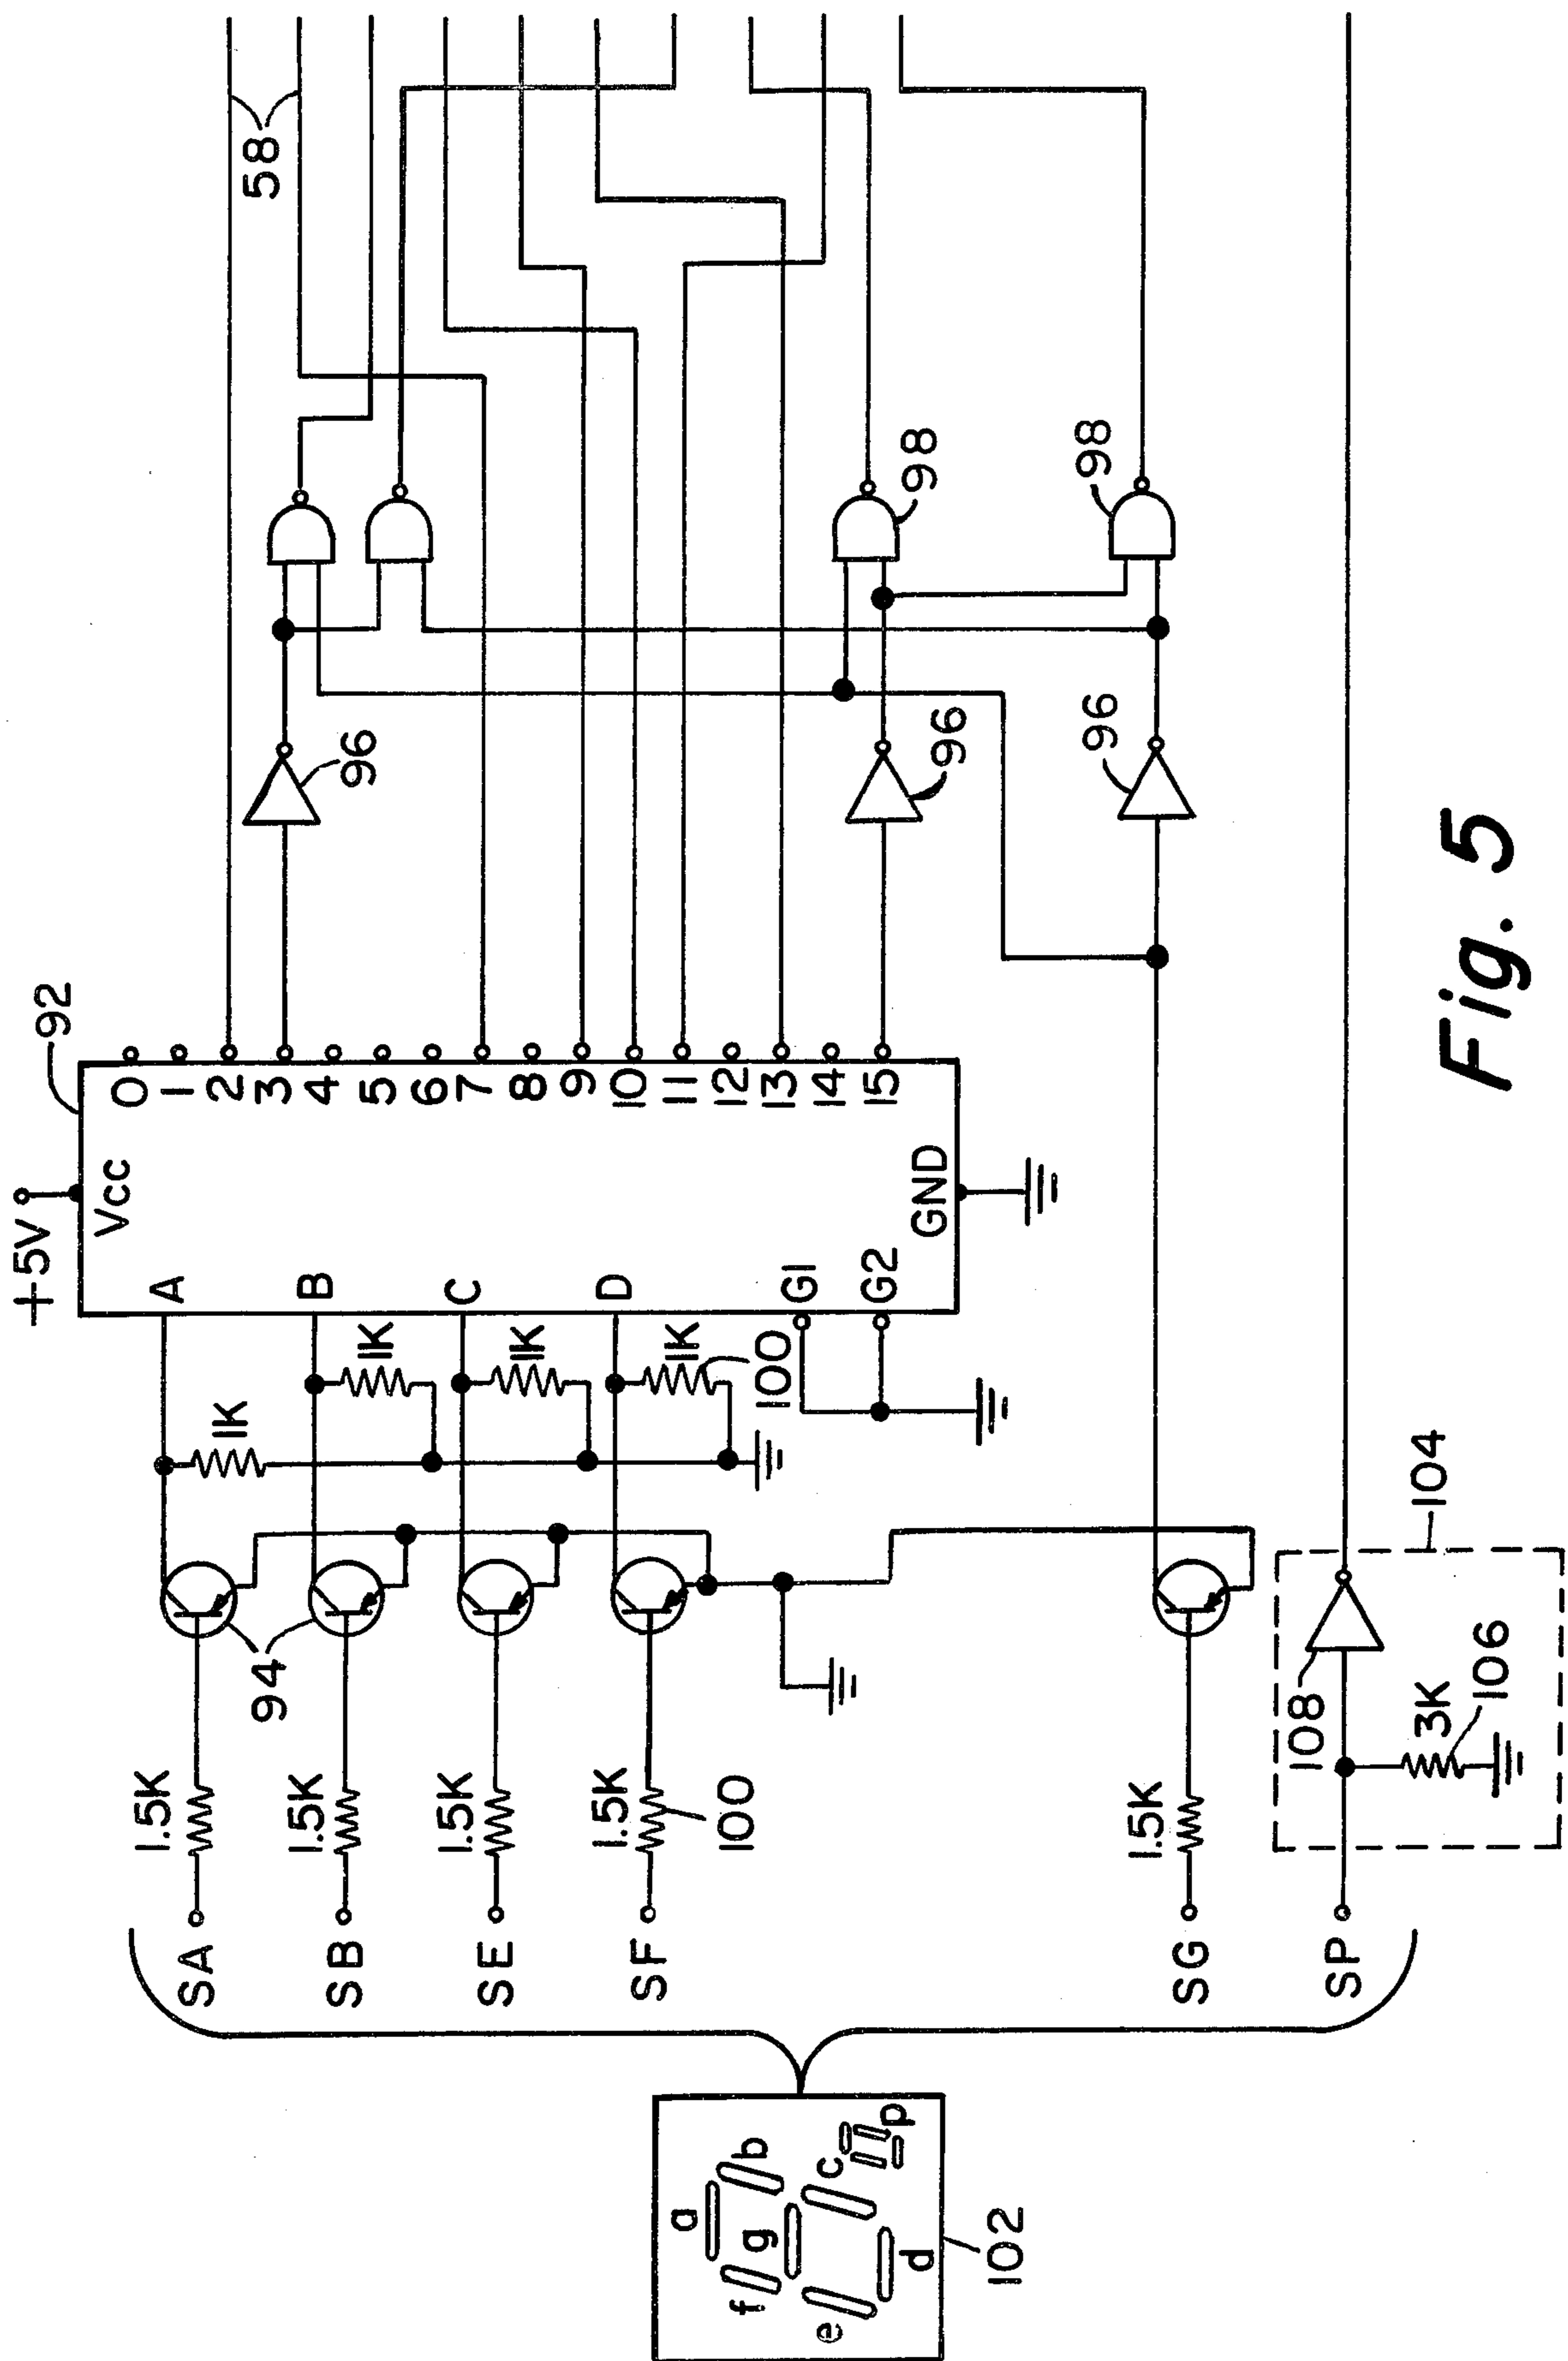 +5V
92
Vcc
A
B
C
D
G1
G2
GND
0
1
2
3
4
5
6
7
8
9
10
11
12
13
14
15
58
SA
SB
SE
SF
SG
SP
1.5K
1.5K
1.5K
1.5K
1.5K
94
100
1K
1K
1K
1K
100
96
96
96
98
98
a
b
c
d
e
f
g
p
102
108
3K
106
104
Fig. 5